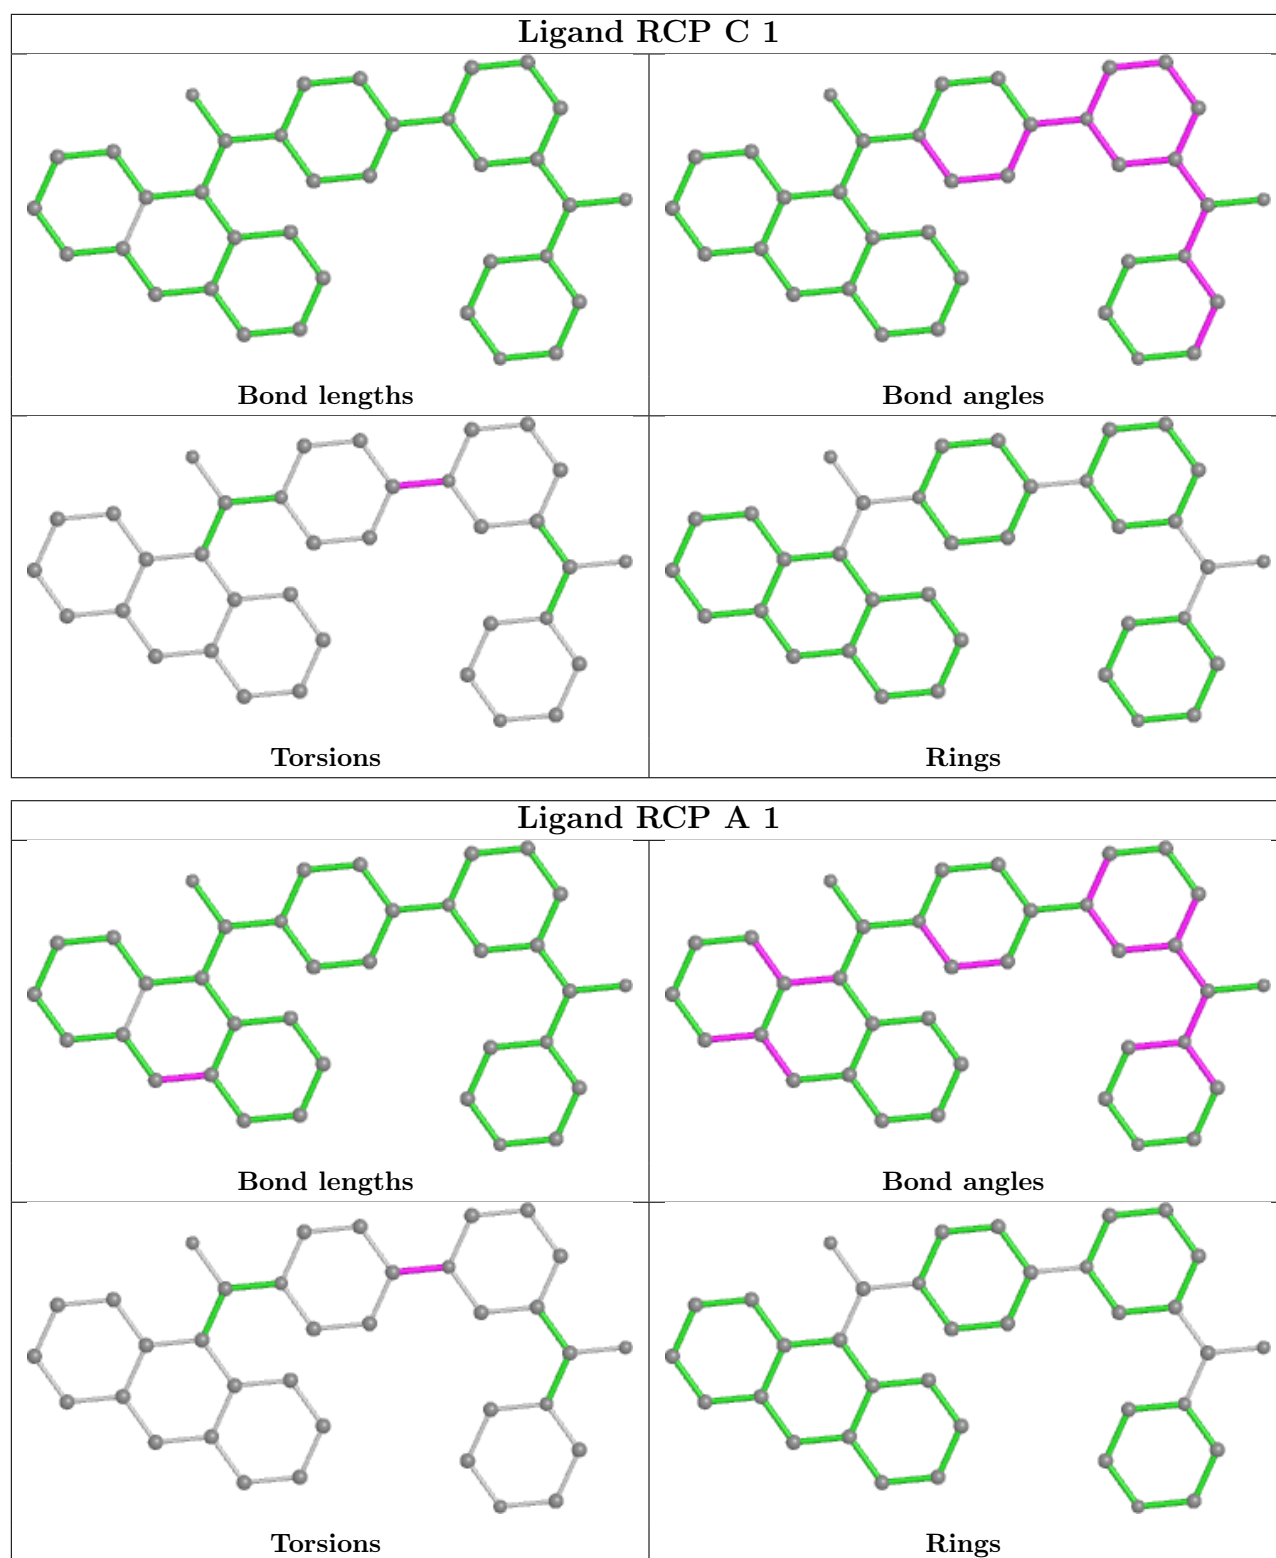 Ligand RCP C 1
Bond lengths
Bond angles
Torsions
Rings
Ligand RCP A 1
Bond lengths
Bond angles
Torsions
Rings